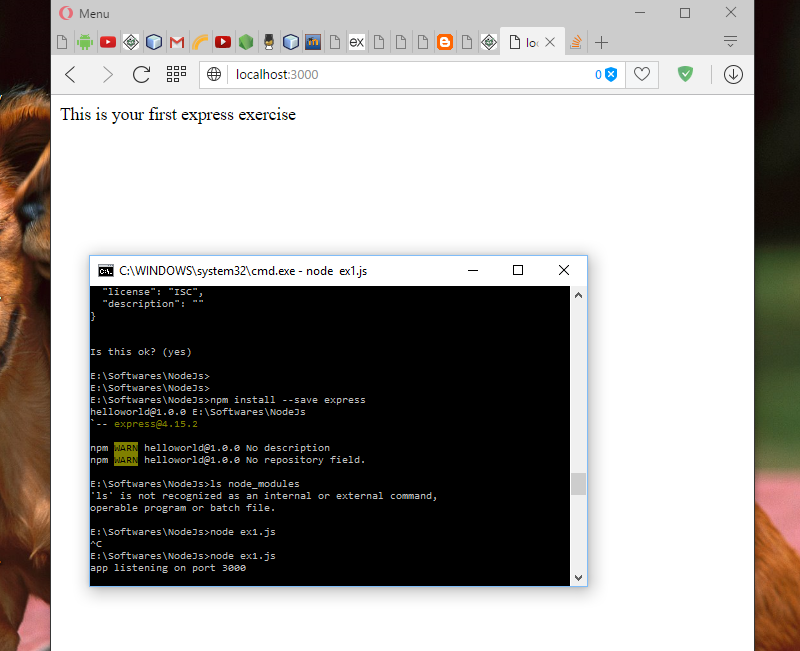 Menu
ex
loc
localhost:3000
0
This is your first express exercise
C:\WINDOWS\system32\cmd.exe - node ex1.js
"license": "ISC",
"description": ""
}
Is this ok? (yes)
E:\Softwares\NodeJs>
E:\Softwares\NodeJs>
E:\Softwares\NodeJs>npm install --save express
helloworld@1.0.0 E:\Softwares\NodeJs
`-- express@4.15.2
npm WARN helloworld@1.0.0 No description
npm WARN helloworld@1.0.0 No repository field.
E:\Softwares\NodeJs>ls node_modules
'ls' is not recognized as an internal or external command,
operable program or batch file.
E:\Softwares\NodeJs>node ex1.js
^C
E:\Softwares\NodeJs>node ex1.js
app listening on port 3000